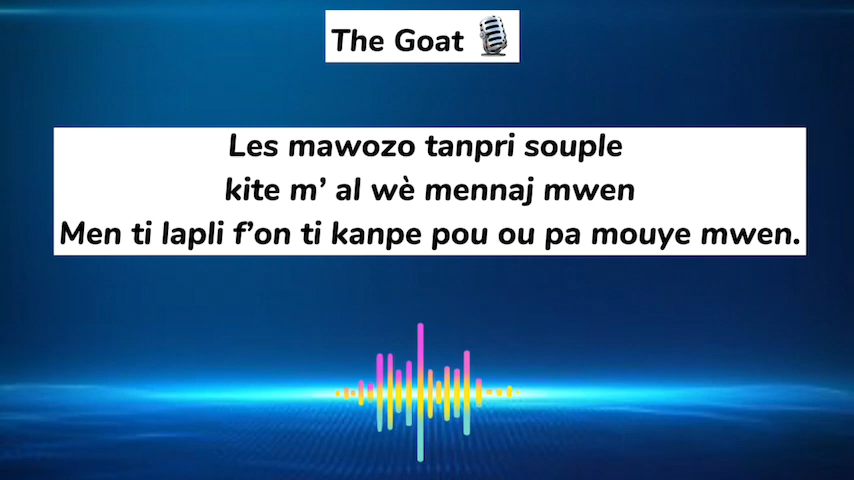 The Goat
Les mawozo tanpri souple
kite m’ al wè mennaj mwen
Men ti lapli f’on ti kanpe pou ou pa mouye mwen.